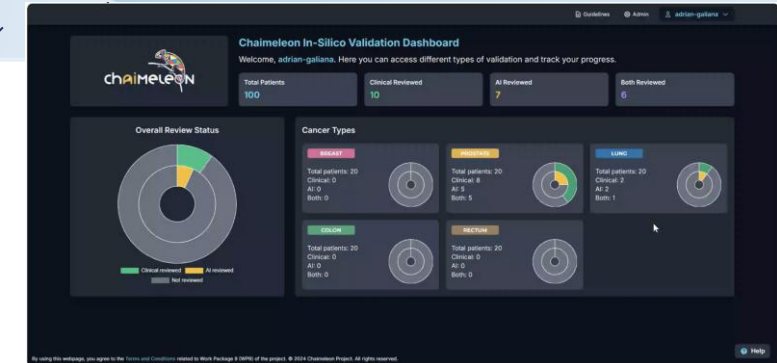 Guidelines
Admin
adrian-galiana
chaimeleon
Chaimeleon In-Silico Validation Dashboard
Welcome, adrian-galiana. Here you can access different types of validation and track your progress.
Total Patients
100
Clinical Reviewed
10
AI Reviewed
7
Both Reviewed
6
Overall Review Status
Clinical reviewed
AI reviewed
Not reviewed
Cancer Types
BREAST
Total patients: 20
Clinical: 0
AI: 0
Both: 0
PROSTATE
Total patients: 20
Clinical: 8
AI: 5
Both: 5
LUNG
Total patients: 20
Clinical: 2
AI: 2
Both: 1
COLON
Total patients: 20
Clinical: 0
AI: 0
Both: 0
RECTUM
Total patients: 20
Clinical: 0
AI: 0
Both: 0
By using this webpage, you agree to the Terms and Conditions related to Work Package 8 (WP8) of the project. © 2024 Chaimeleon Project. All rights reserved.
Help